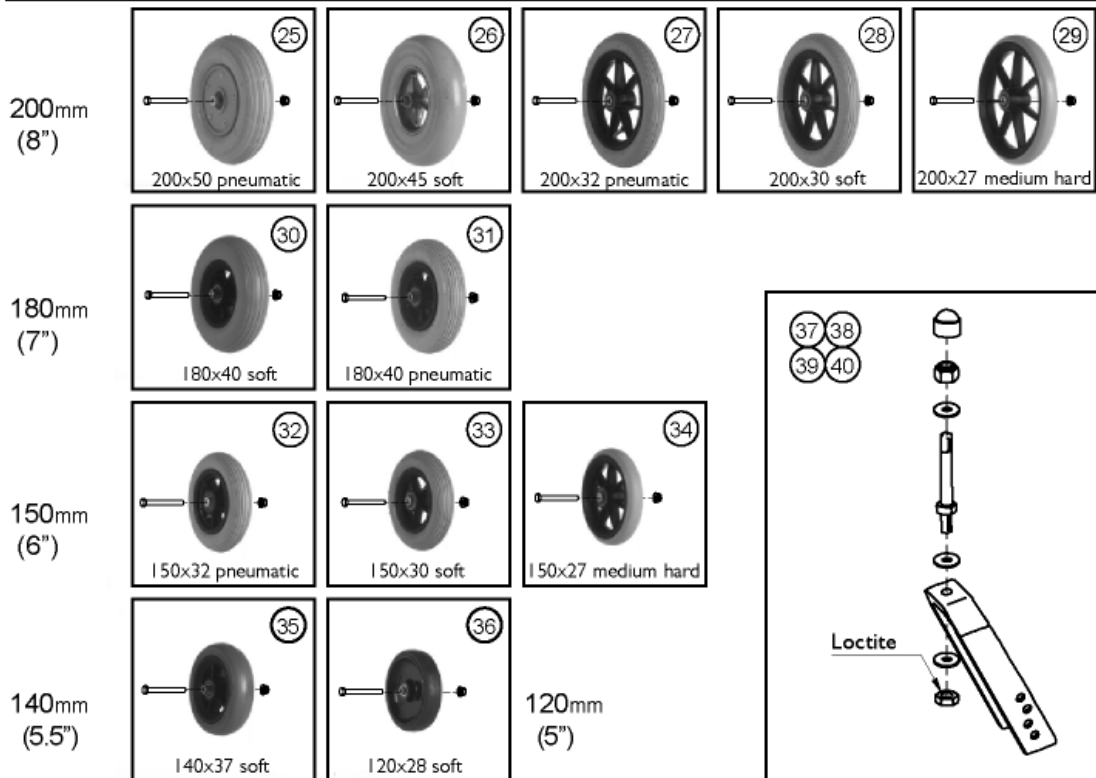 25
26
27
28
29
200mm
(8”)
200x50 pneumatic
200x45 soft
200x32 pneumatic
200x30 soft
200x27 medium hard
30
31
180mm
(7”)
180x40 soft
180x40 pneumatic
37 38
39 40
32
33
34
150mm
(6”)
150x32 pneumatic
150x30 soft
150x27 medium hard
35
36
Loctite
140mm
(5.5”)
120mm
(5”)
140x37 soft
120x28 soft